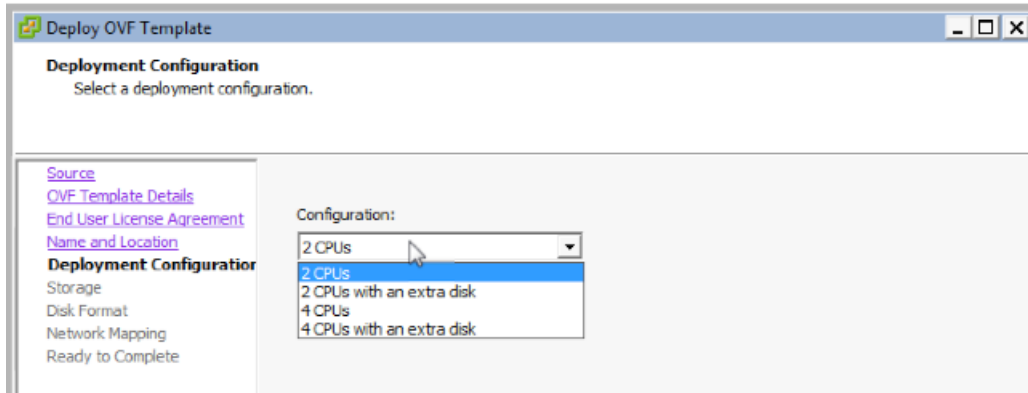 Deploy OVF Template
Deployment Configuration
Select a deployment configuration.
Source
OVF Template Details
End User License Agreement
Name and Location
Deployment Configuration
Storage
Disk Format
Network Mapping
Ready to Complete
Configuration:
2 CPUs
2 CPUs
2 CPUs with an extra disk
4 CPUs
4 CPUs with an extra disk